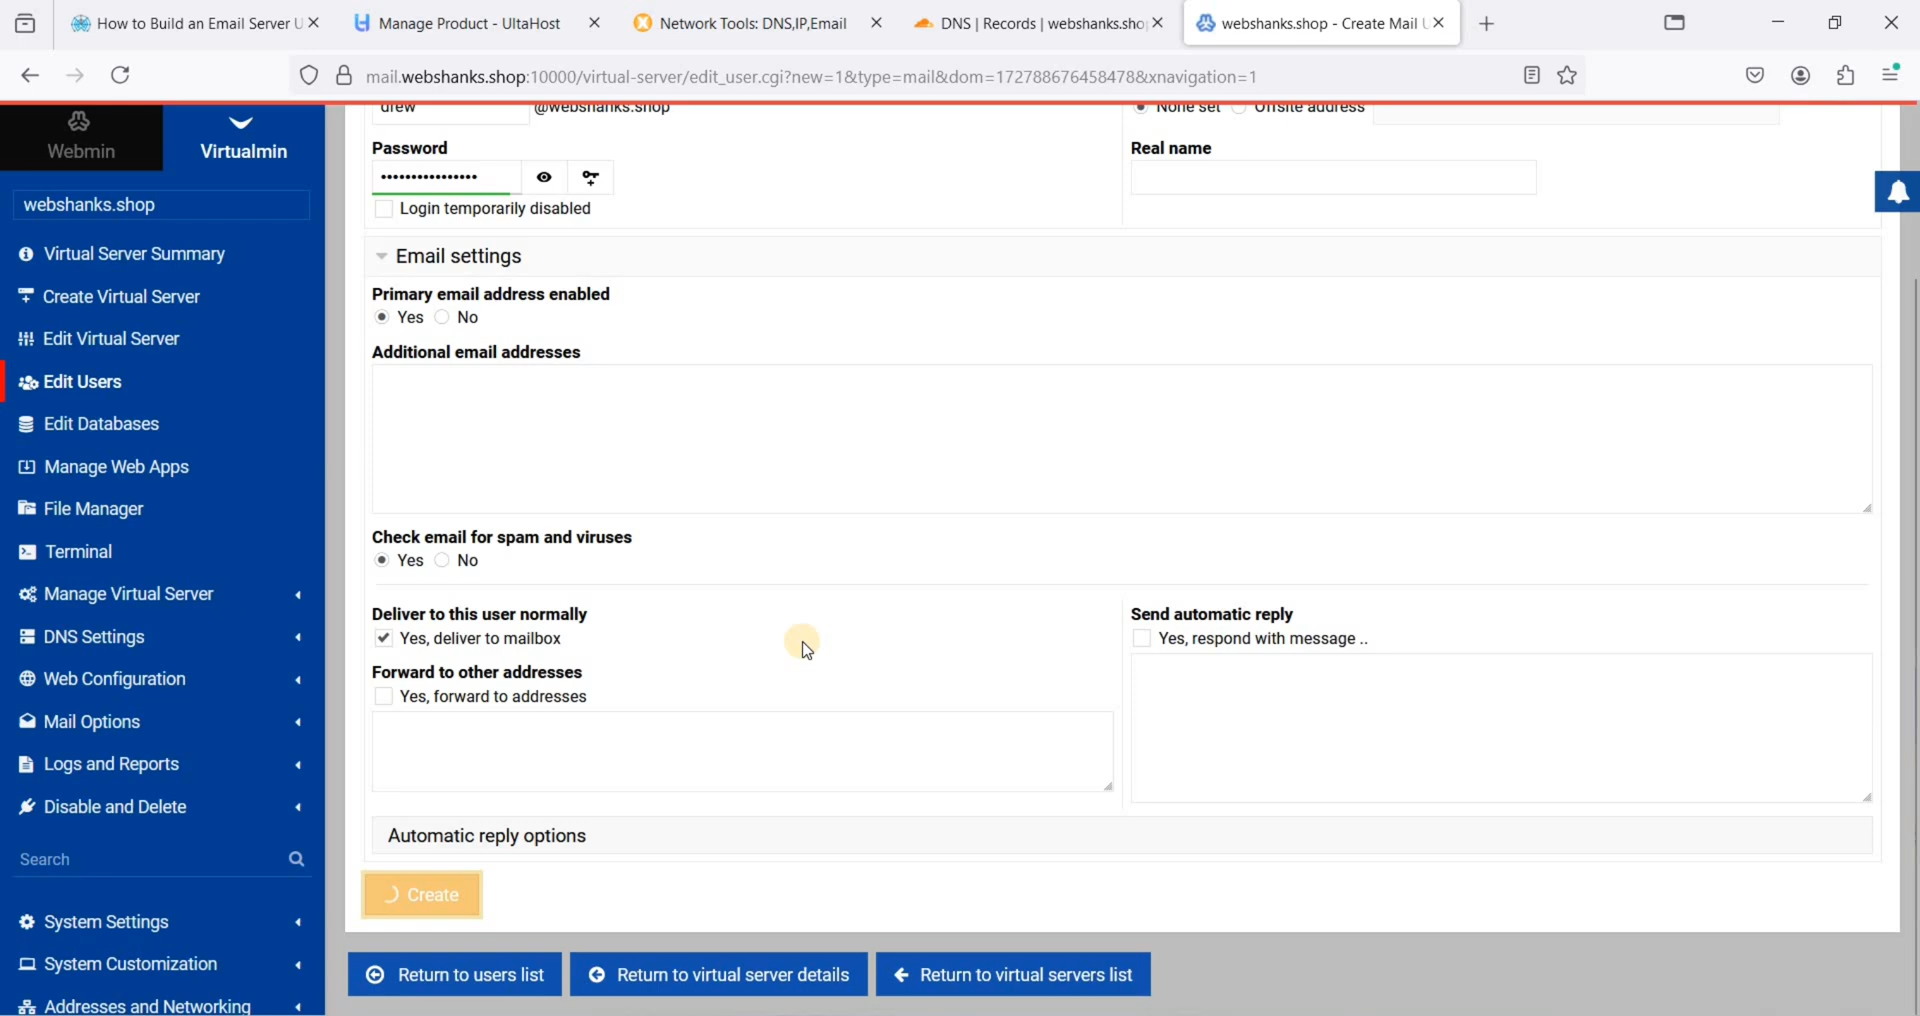 How to Build an Email Server U
Manage Product - UltaHost
Network Tools: DNS,IP,Email
DNS | Records | webshanks.sho
webshanks.shop - Create Mail U
mail.webshanks.shop:10000/virtual-server/edit_user.cgi?new=1&type=mail&dom=172788676458478&xnavigation=1
Webmin
Virtualmin
webshanks.shop
Virtual Server Summary
Create Virtual Server
Edit Virtual Server
Edit Users
Edit Databases
Manage Web Apps
File Manager
Terminal
Manage Virtual Server
DNS Settings
Web Configuration
Mail Options
Logs and Reports
Disable and Delete
Search
System Settings
System Customization
Addresses and Networking
drew @webshanks.shop
None set Offsite address
Password
Real name
Login temporarily disabled
Email settings
Primary email address enabled
Yes No
Additional email addresses
Check email for spam and viruses
Yes No
Deliver to this user normally
Yes, deliver to mailbox
Forward to other addresses
Yes, forward to addresses
Send automatic reply
Yes, respond with message ..
Automatic reply options
Create
Return to users list
Return to virtual server details
Return to virtual servers list